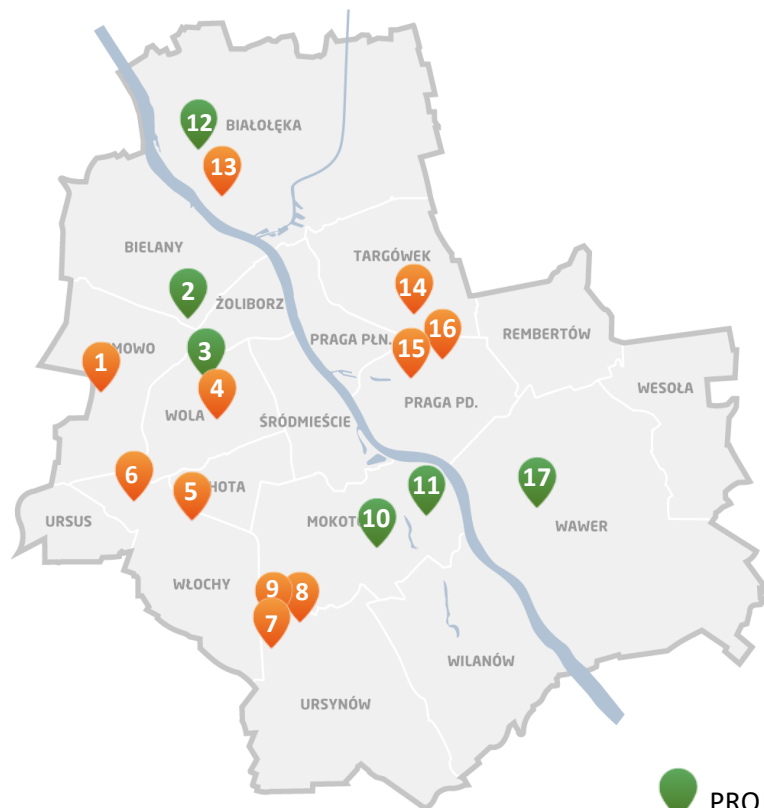 12
BIAŁOŁĘKA
13
BIELANY
TARGÓWEK
2
14
ŻOLIBORZ
16
REMBERTÓW
PRAGA PŁN.
3
MOWO
15
1
WESOŁA
4
PRAGA PD.
WOLA
ŚRÓDMIEŚCIE
6
17
11
5
HOTA
URSUS
10
MOKOTÓ
WAWER
WŁOCHY
9
8
7
WILANÓW
URSYNÓW
PRO